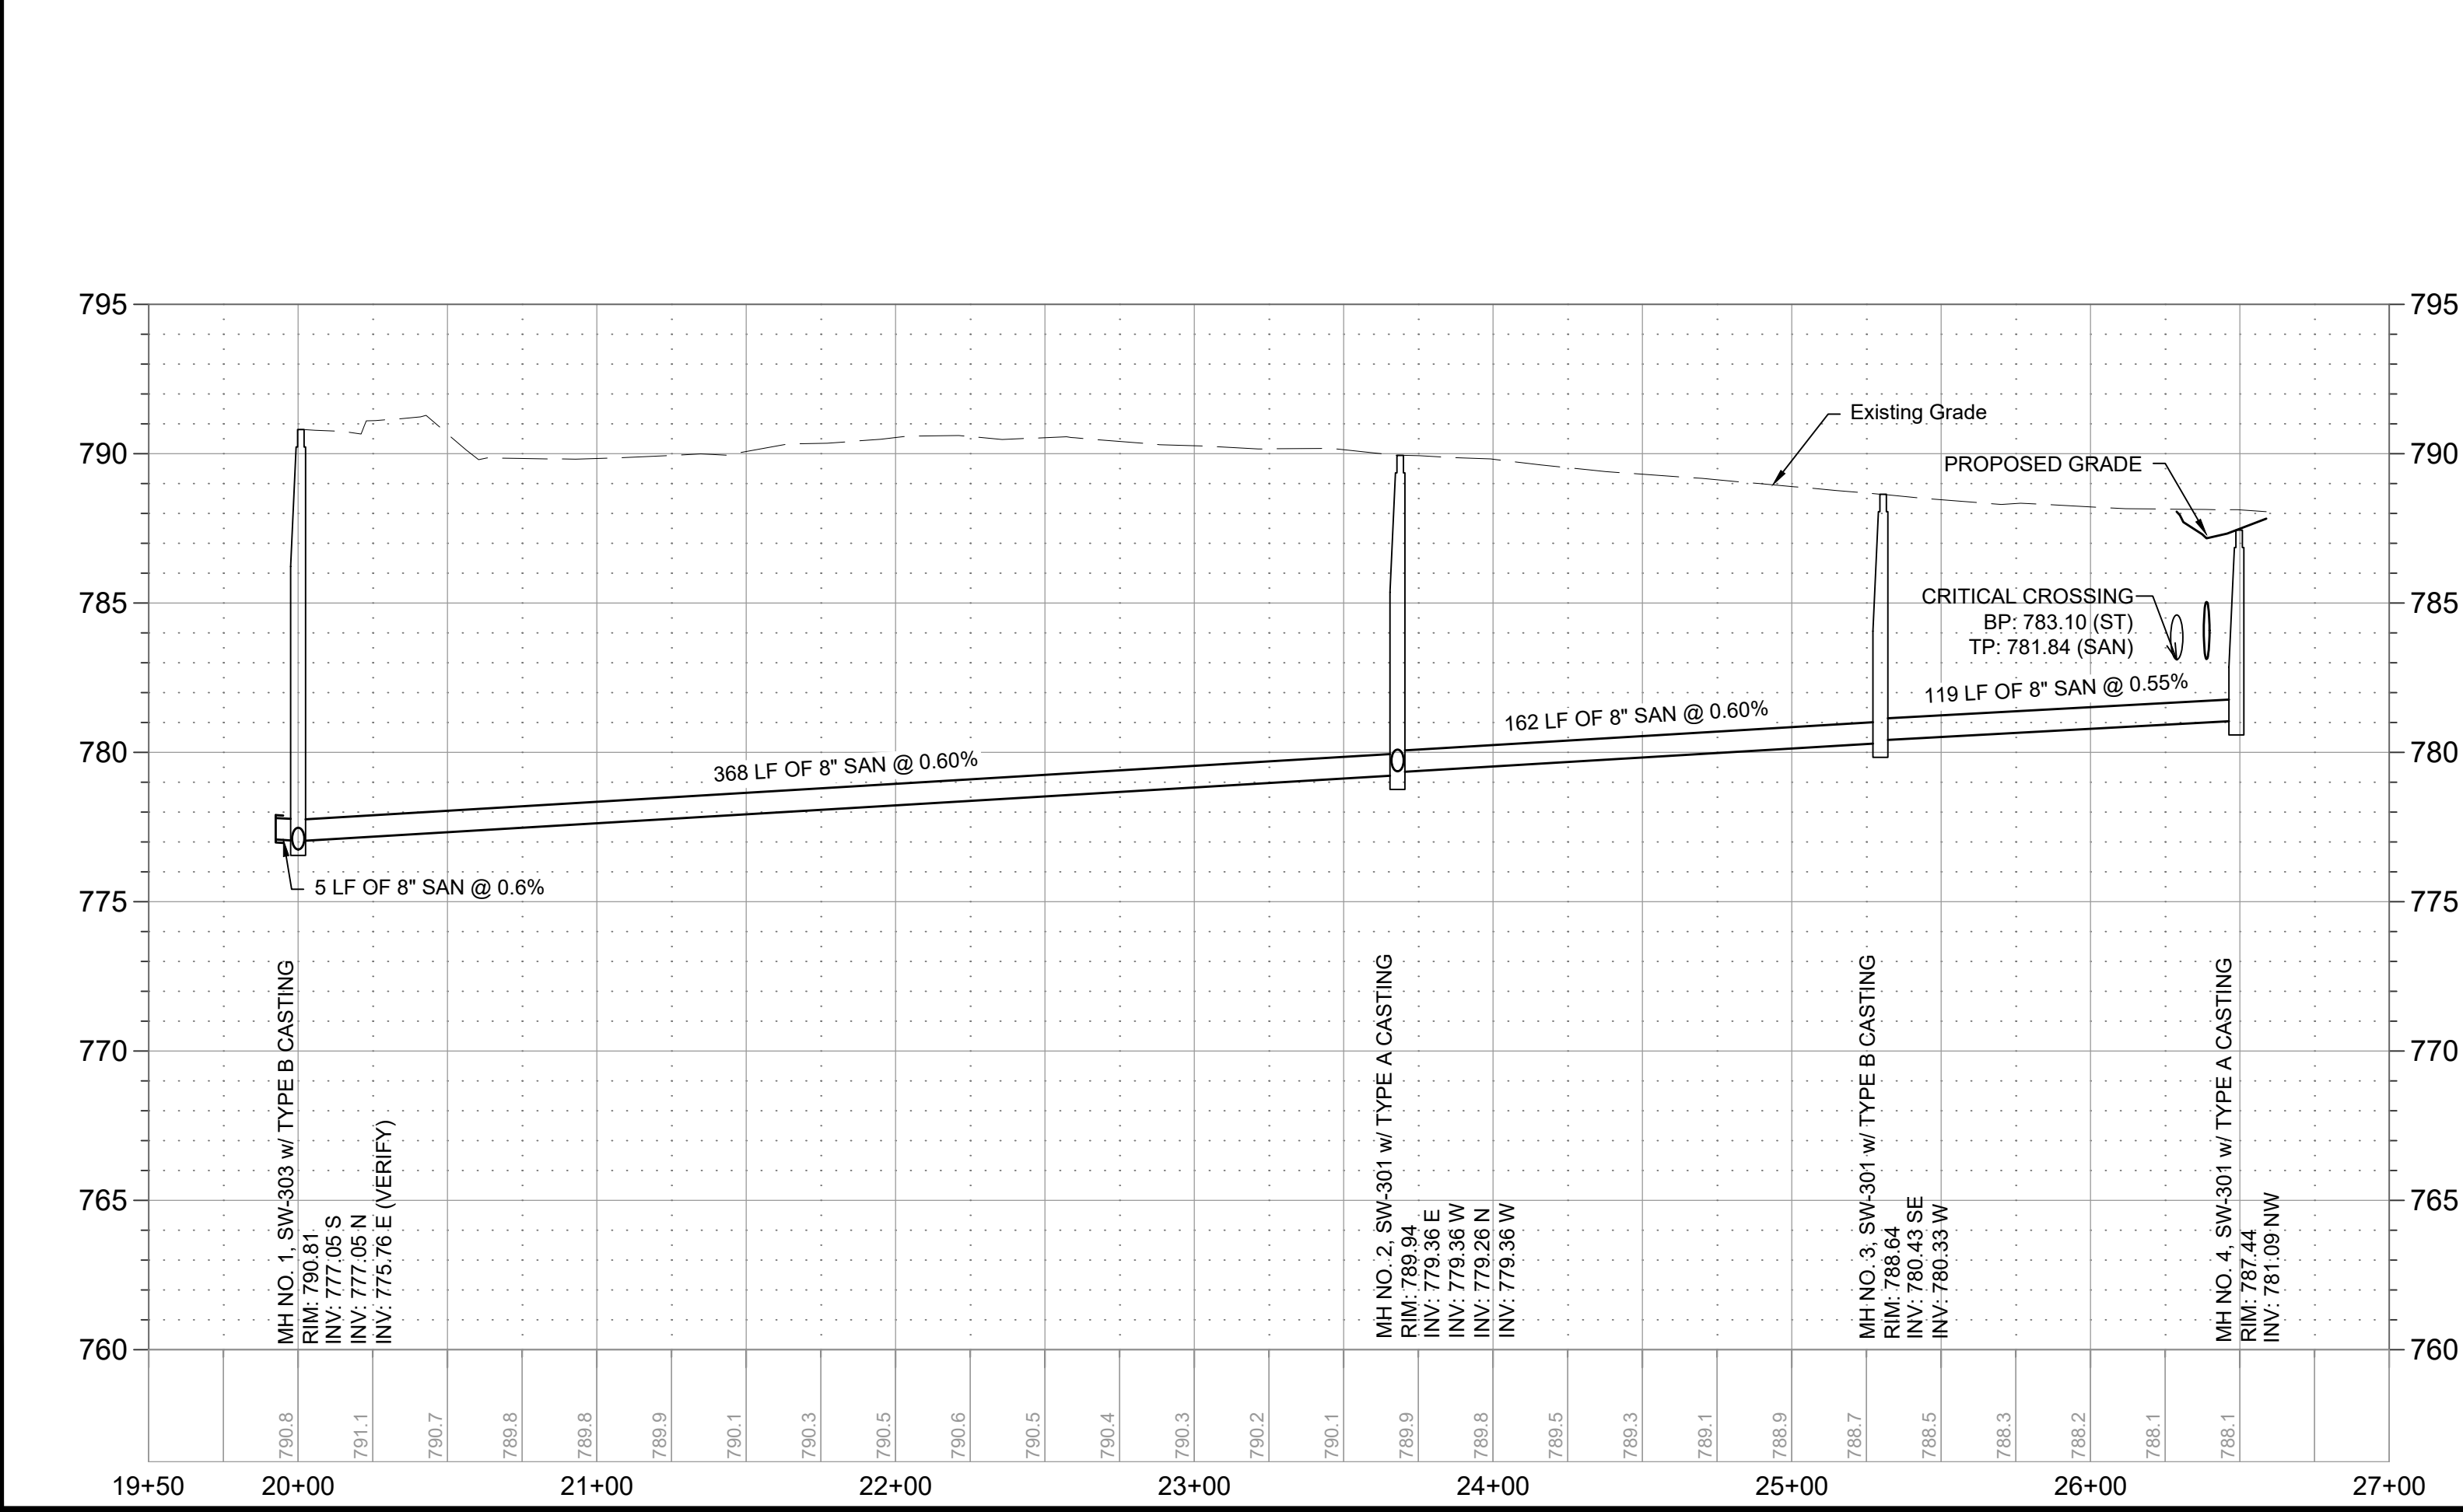 795
795
790
790
785
785
780
780
775
775
770
770
765
765
760
760
Existing Grade
PROPOSED GRADE
CRITICAL CROSSING
BP: 783.10 (ST)
TP: 781.84 (SAN)
119 LF OF 8" SAN @ 0.55%
162 LF OF 8" SAN @ 0.60%
368 LF OF 8" SAN @ 0.60%
5 LF OF 8" SAN @ 0.6%
MH NO. 1, SW-303 w/ TYPE B CASTING
RIM: 790.81
INV: 777.05 S
INV: 777.05 N
INV: 775.76 E (VERIFY)
MH NO. 2, SW-301 w/ TYPE A CASTING
RIM: 789.94
INV: 779.36 E
INV: 779.36 W
INV: 779.26 N
INV: 779.36 W
MH NO. 3, SW-301 w/ TYPE B CASTING
RIM: 788.64
INV: 780.43 SE
INV: 780.33 W
MH NO. 4, SW-301 w/ TYPE A CASTING
RIM: 787.44
INV: 781.09 NW
790.8
791.1
790.7
789.8
789.8
789.9
790.1
790.3
790.5
790.6
790.5
790.4
790.3
790.2
790.1
789.9
789.8
789.5
789.3
789.1
788.9
788.7
788.5
788.3
788.2
788.1
788.1
19+50
20+00
21+00
22+00
23+00
24+00
25+00
26+00
27+00